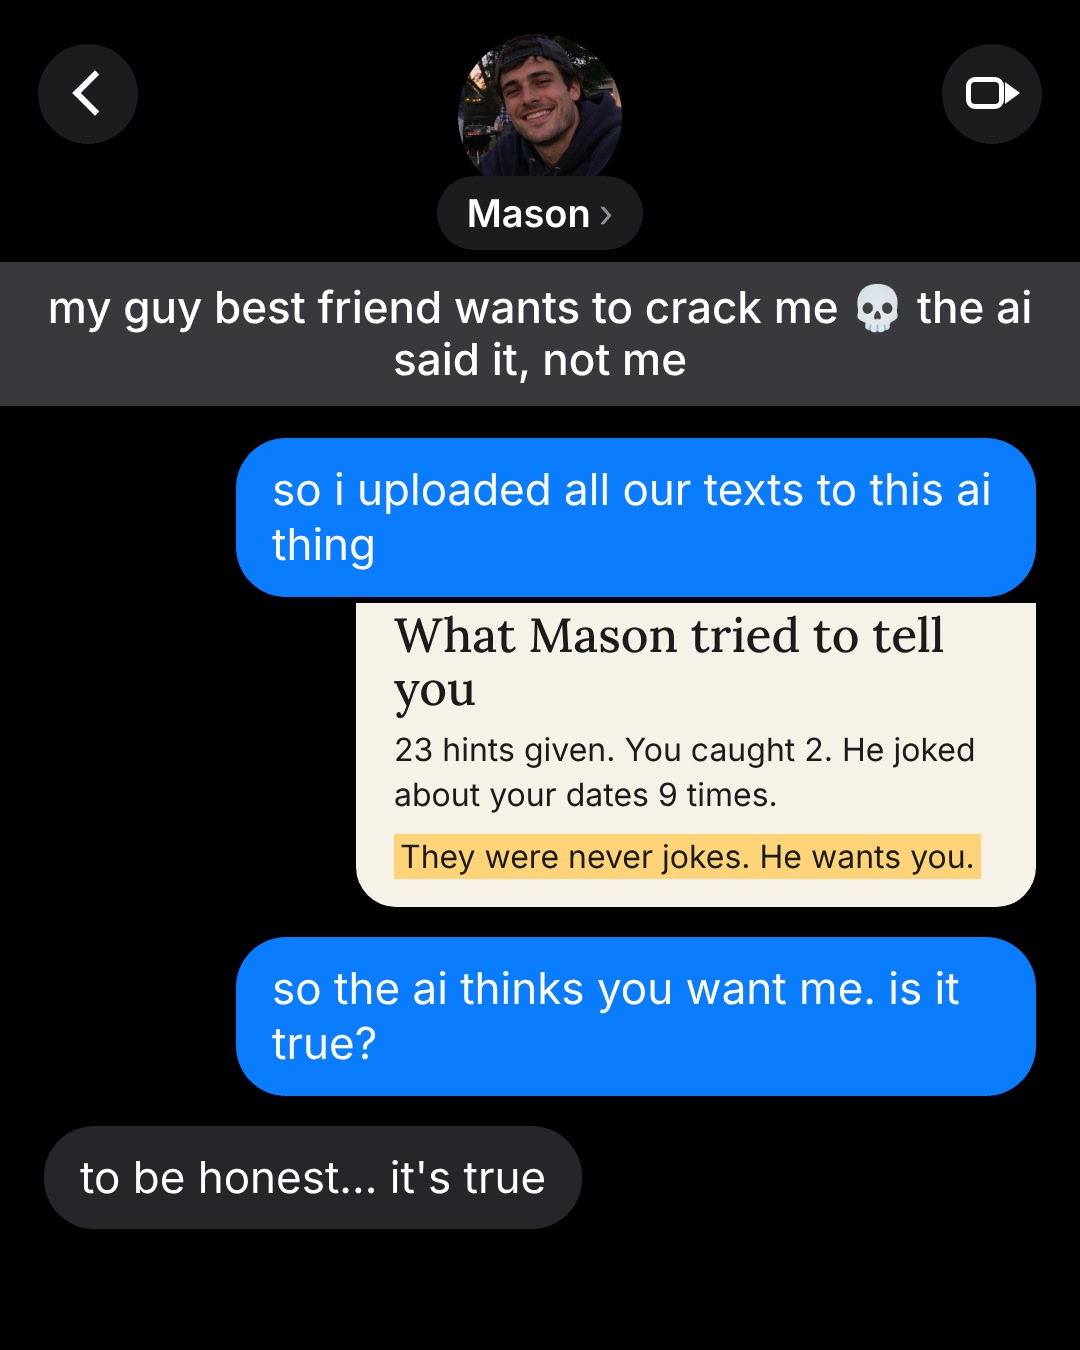 Mason ›
my guy best friend wants to crack me 💀 the ai
said it, not me
so i uploaded all our texts to this ai
thing
What Mason tried to tell
you
23 hints given. You caught 2. He joked
about your dates 9 times.
They were never jokes. He wants you.
so the ai thinks you want me. is it
true?
to be honest... it's true